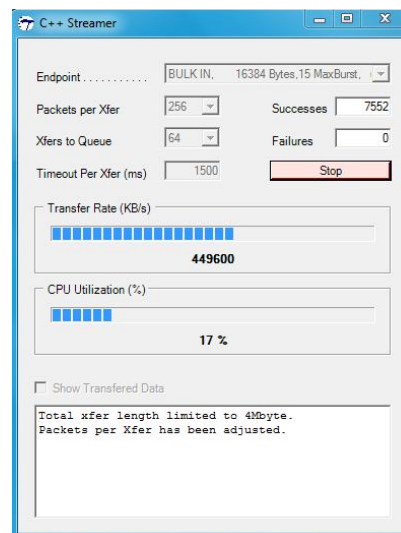 C++ Streamer
Endpoint . . . . . . . . . . . BULK IN, 16384 Bytes,15 MaxBurst,
Packets per Xfer 256 Successes 7552
Xfers to Queue 64 Failures 0
Timeout Per Xfer (ms) 1500 Stop
Transfer Rate (KB/s)
449600
CPU Utilization (%)
17 %
Show Transfered Data
Total xfer length limited to 4Mbyte.
Packets per Xfer has been adjusted.